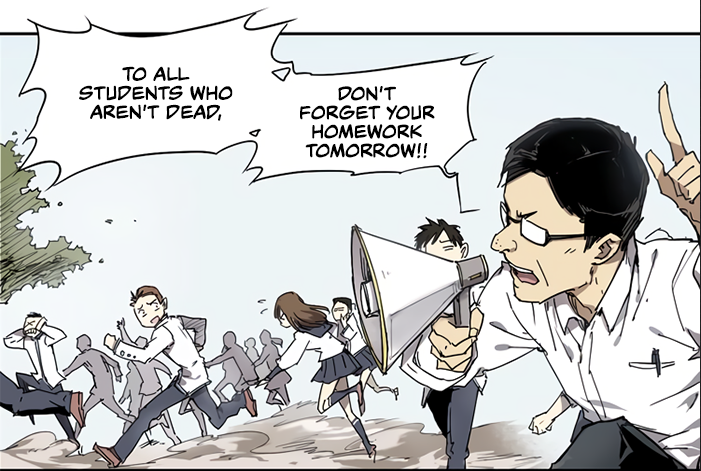 TO ALL
STUDENTS WHO
AREN'T DEAD,
DON'T
FORGET YOUR
HOMEWORK
TOMORROW!!